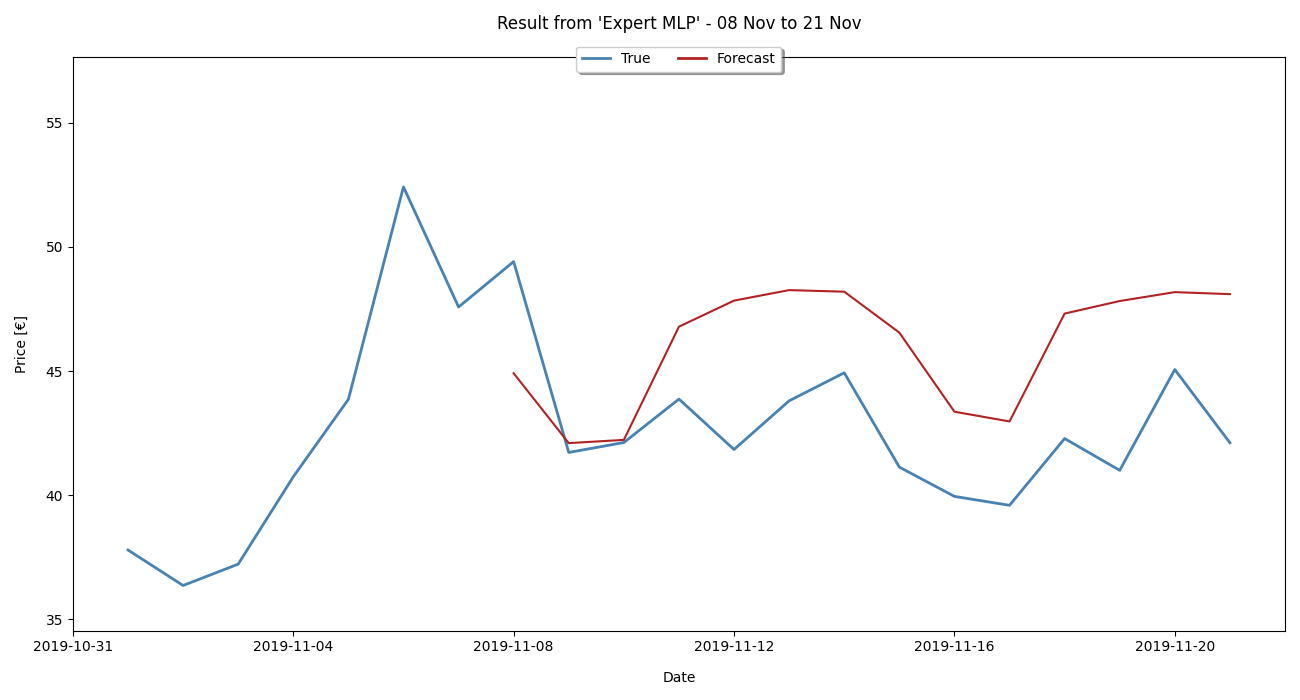 Result from 'Expert MLP' - 08 Nov to 21 Nov
True Forecast
55
50
45
40
35
Price [€]
2019-10-31 2019-11-04 2019-11-08 2019-11-12 2019-11-16 2019-11-20
Date